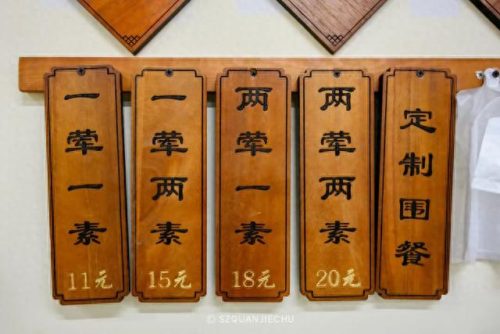 一荤一素
11元
一荤两素
15元
两荤一素
18元
两荤两素
20元
定制围餐
© SZQUANJIECHU